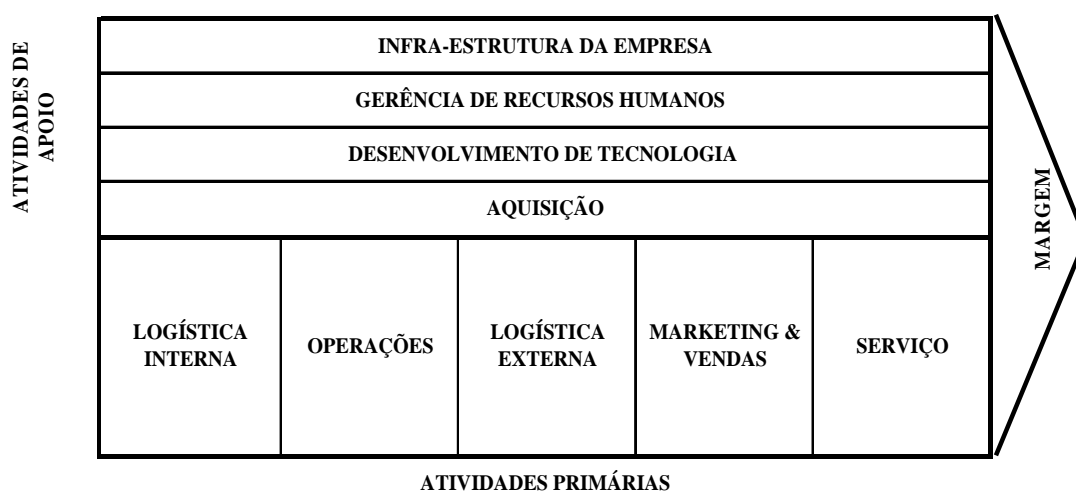 ATIVIDADES DE
APOIO
INFRA-ESTRUTURA DA EMPRESA
GERÊNCIA DE RECURSOS HUMANOS
DESENVOLVIMENTO DE TECNOLOGIA
AQUISIÇÃO
MARGEM
LOGÍSTICA
INTERNA
OPERAÇÕES
LOGÍSTICA
EXTERNA
MARKETING &
VENDAS
SERVIÇO
ATIVIDADES PRIMÁRIAS